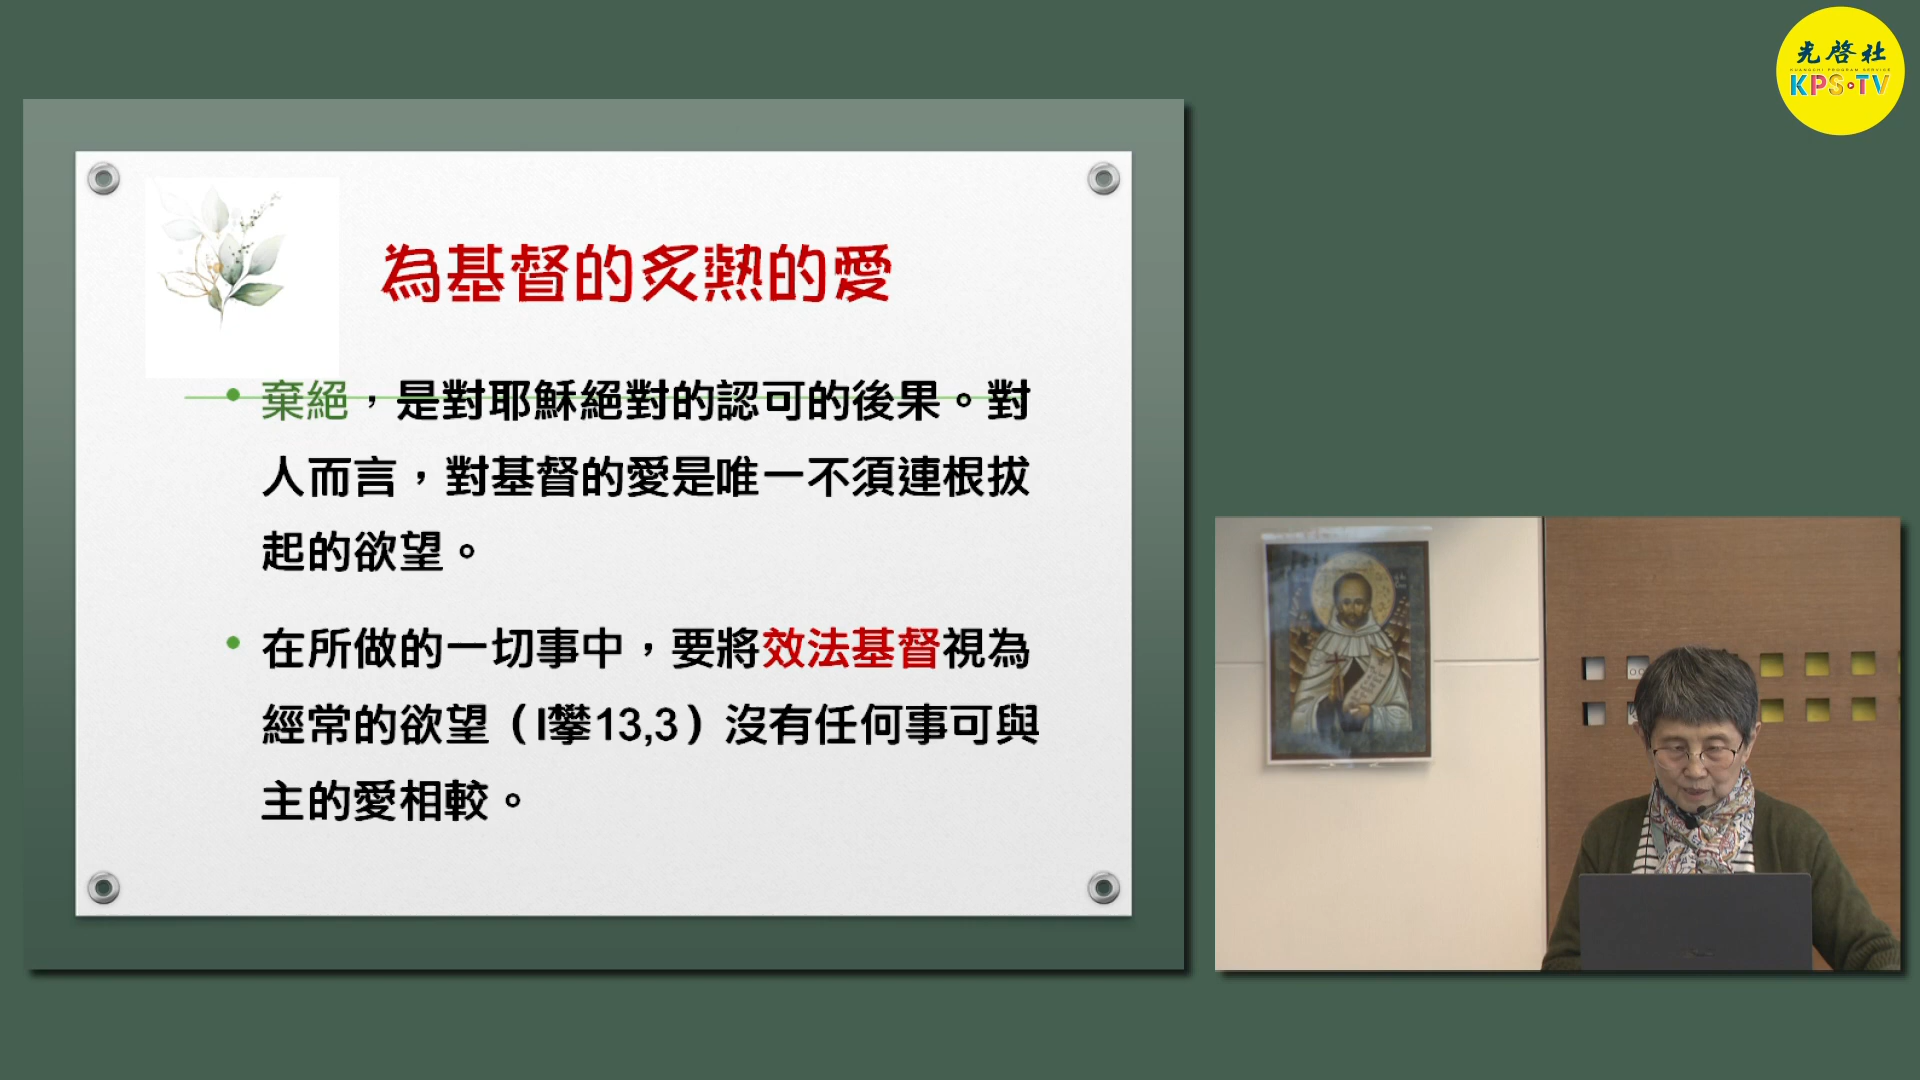 光啓社
KUANGCHI PROGRAM SERVICE
KPS TV
為基督的炙熱的愛
棄絕，是對耶穌絕對的認可的後果。對
人而言，對基督的愛是唯一不須連根拔
起的欲望。
在所做的一切事中，要將效法基督視為
經常的欲望（I攀13,3）沒有任何事可與
主的愛相較。